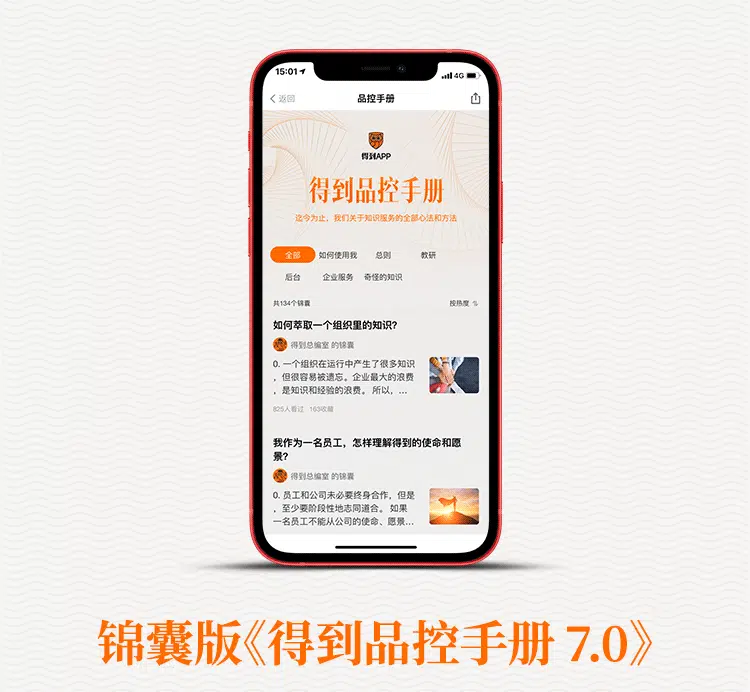 15:01
4G
返回
品控手册
得到APP
得到品控手册
迄今为止，我们关于知识服务的全部心法和方法
全部 如何使用我 总则 教研
后台 企业服务 奇怪的知识
共134个锦囊 按热度
如何萃取一个组织里的知识?
得到总编室 的锦囊
0. 一个组织在运行中产生了很多知识
，但很容易被遗忘。企业最大的浪费
，是知识和经验的浪费。 所以，...
825人看过 163收藏
我作为一名员工，怎样理解得到的使命和愿
景?
得到总编室 的锦囊
0. 员工和公司未必要终身合作，但是
，至少要阶段性地志同道合。 如果
一名员工不能从公司的使命、愿景...
锦囊版《得到品控手册 7.0》